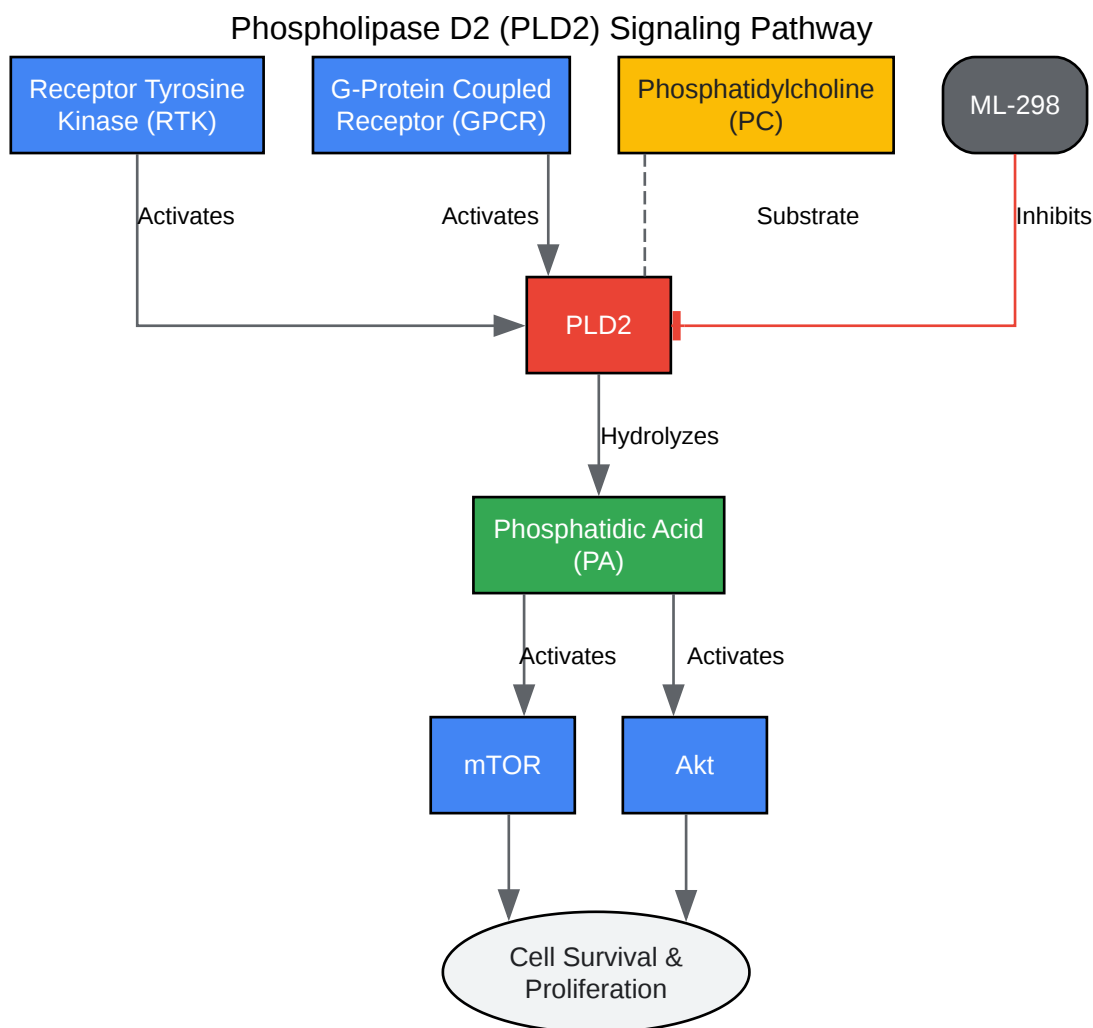 Phospholipase D2 (PLD2) Signaling Pathway
Receptor Tyrosine
Kinase (RTK)
G-Protein Coupled
Receptor (GPCR)
Phosphatidylcholine
(PC)
ML-298
Activates
Activates
Substrate
Inhibits
PLD2
Hydrolyzes
Phosphatidic Acid
(PA)
Activates
Activates
mTOR
Akt
Cell Survival &
Proliferation